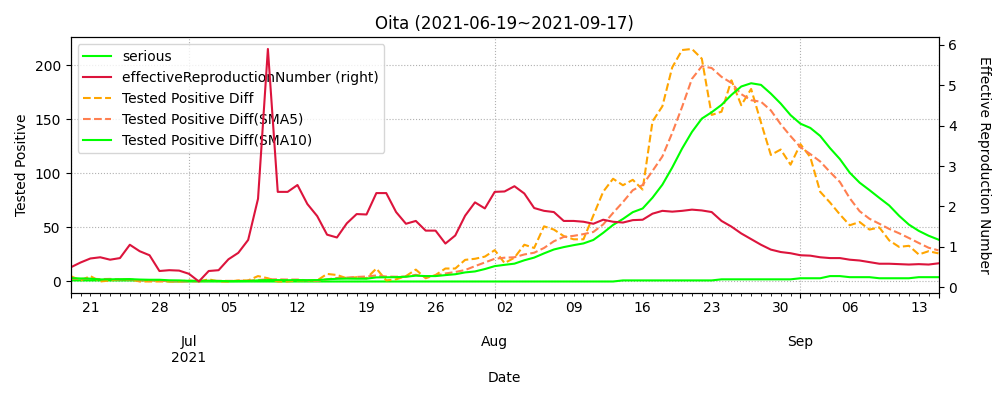 Oita (2021-06-19~2021-09-17)
serious
effectiveReproductionNumber (right)
Tested Positive Diff
Tested Positive Diff(SMA5)
Tested Positive Diff(SMA10)
Tested Positive
200
150
100
50
0
Effective Reproduction Number
6
5
4
3
2
1
0
21 28 05 12 19 26 02 09 16 23 30 06 13
Jul Aug Sep
2021
Date